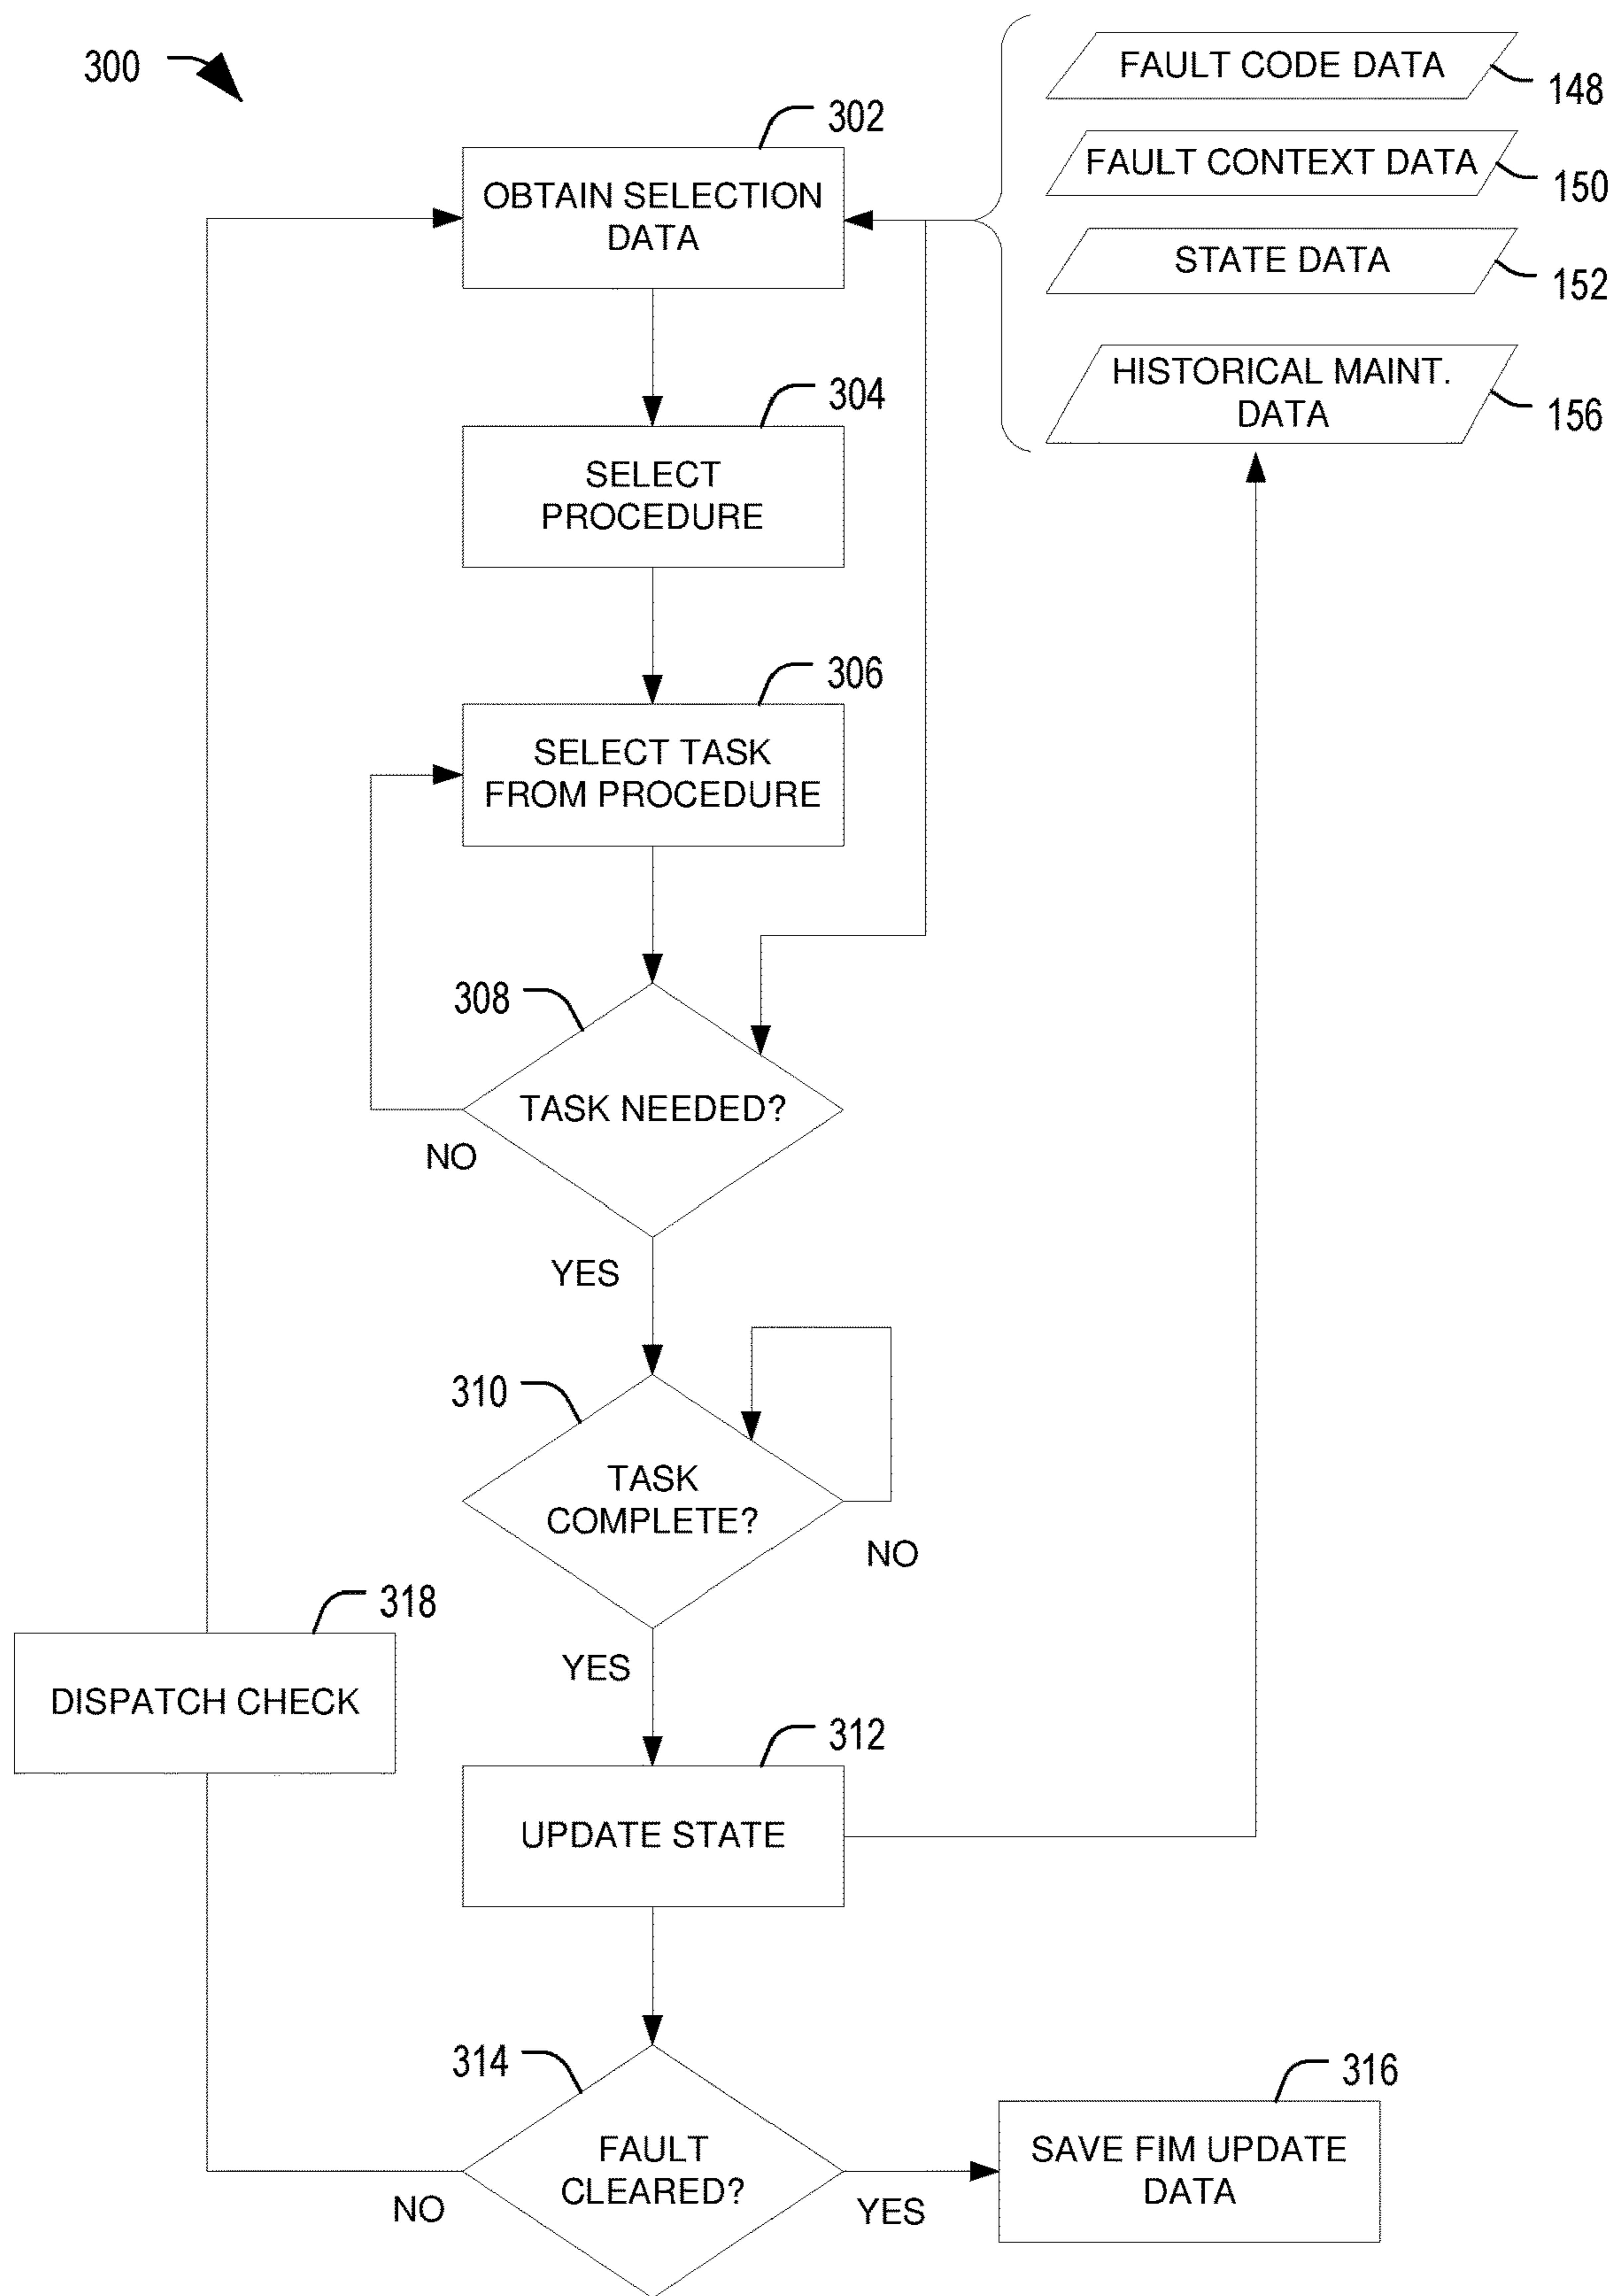 300
302
OBTAIN SELECTION
DATA
FAULT CODE DATA
148
FAULT CONTEXT DATA
150
STATE DATA
152
HISTORICAL MAINT.
DATA
156
304
SELECT
PROCEDURE
306
SELECT TASK
FROM PROCEDURE
308
TASK NEEDED?
NO
YES
310
TASK
COMPLETE?
NO
YES
318
DISPATCH CHECK
312
UPDATE STATE
314
FAULT
CLEARED?
NO
YES
316
SAVE FIM UPDATE
DATA